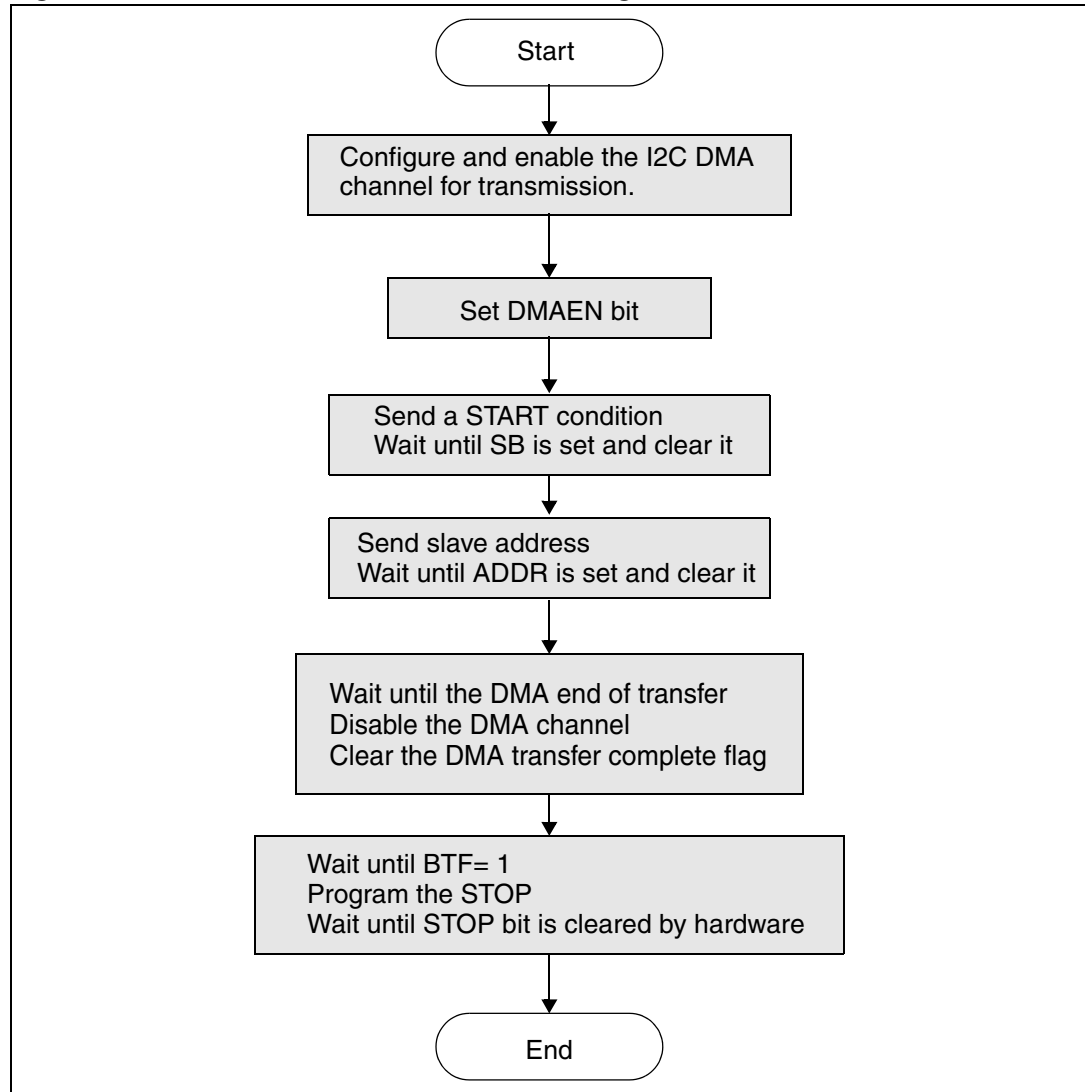 Start
Configure and enable the I2C DMA
channel for transmission.
Set DMAEN bit
Send a START condition
Wait until SB is set and clear it
Send slave address
Wait until ADDR is set and clear it
Wait until the DMA end of transfer
Disable the DMA channel
Clear the DMA transfer complete flag
Wait until BTF= 1
Program the STOP
Wait until STOP bit is cleared by hardware
End